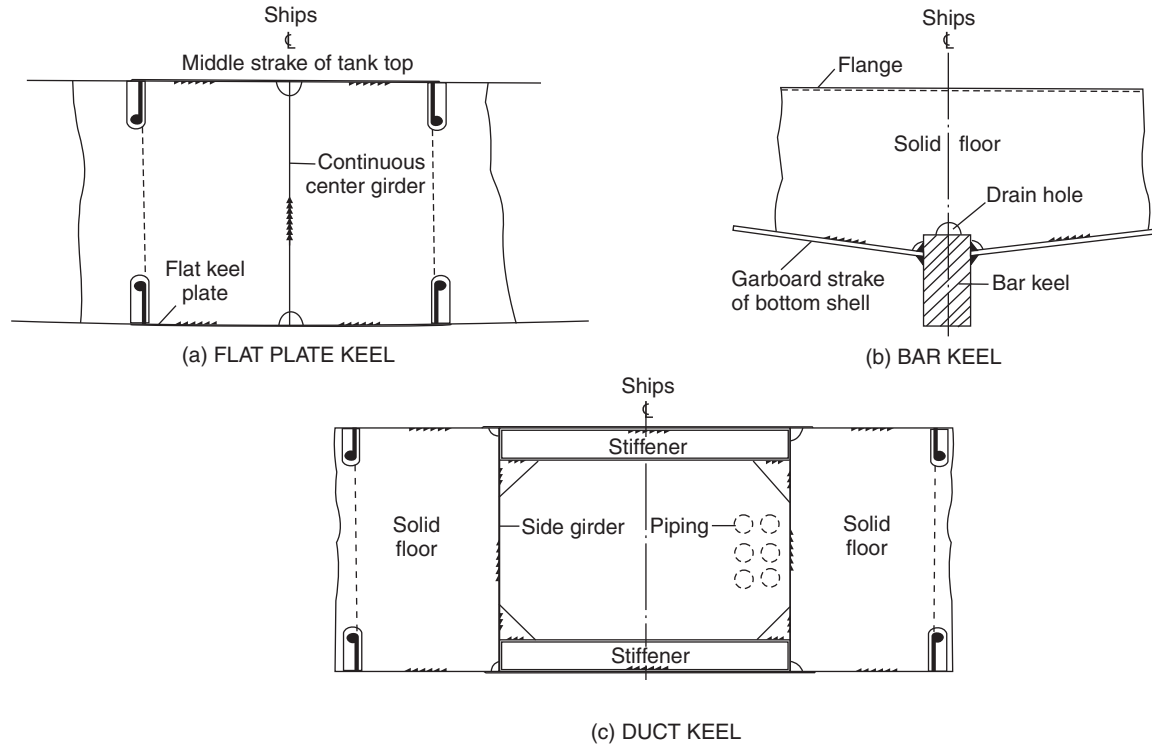 Ships
℄
Middle strake of tank top
Continuous
center girder
Flat keel
plate
(a) FLAT PLATE KEEL
Ships
℄
Flange
Solid floor
Drain hole
Garboard strake
of bottom shell
Bar keel
(b) BAR KEEL
Ships
℄
Stiffener
Solid
floor
Side girder
Piping
Solid
floor
Stiffener
(c) DUCT KEEL